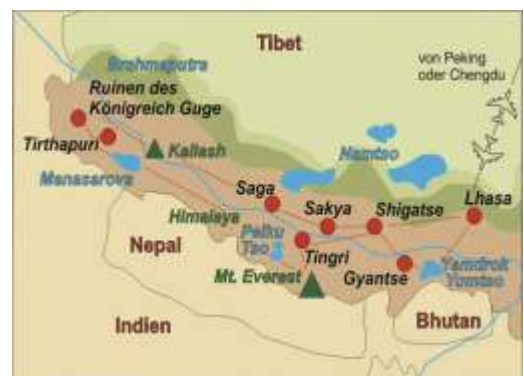 Tibet
von Peking
oder Chengdu
Brahmaputra
Ruinen des
Königreich Guge
Tirthapuri
Kailash
Manasarova
Namtso
Saga
Lhasa
Himalaya
Sakya
Shigatse
Peiku
Tso
Tingri
Nepal
Mt. Everest
Gyantse
Yamdrok
Yumtso
Indien
Bhutan